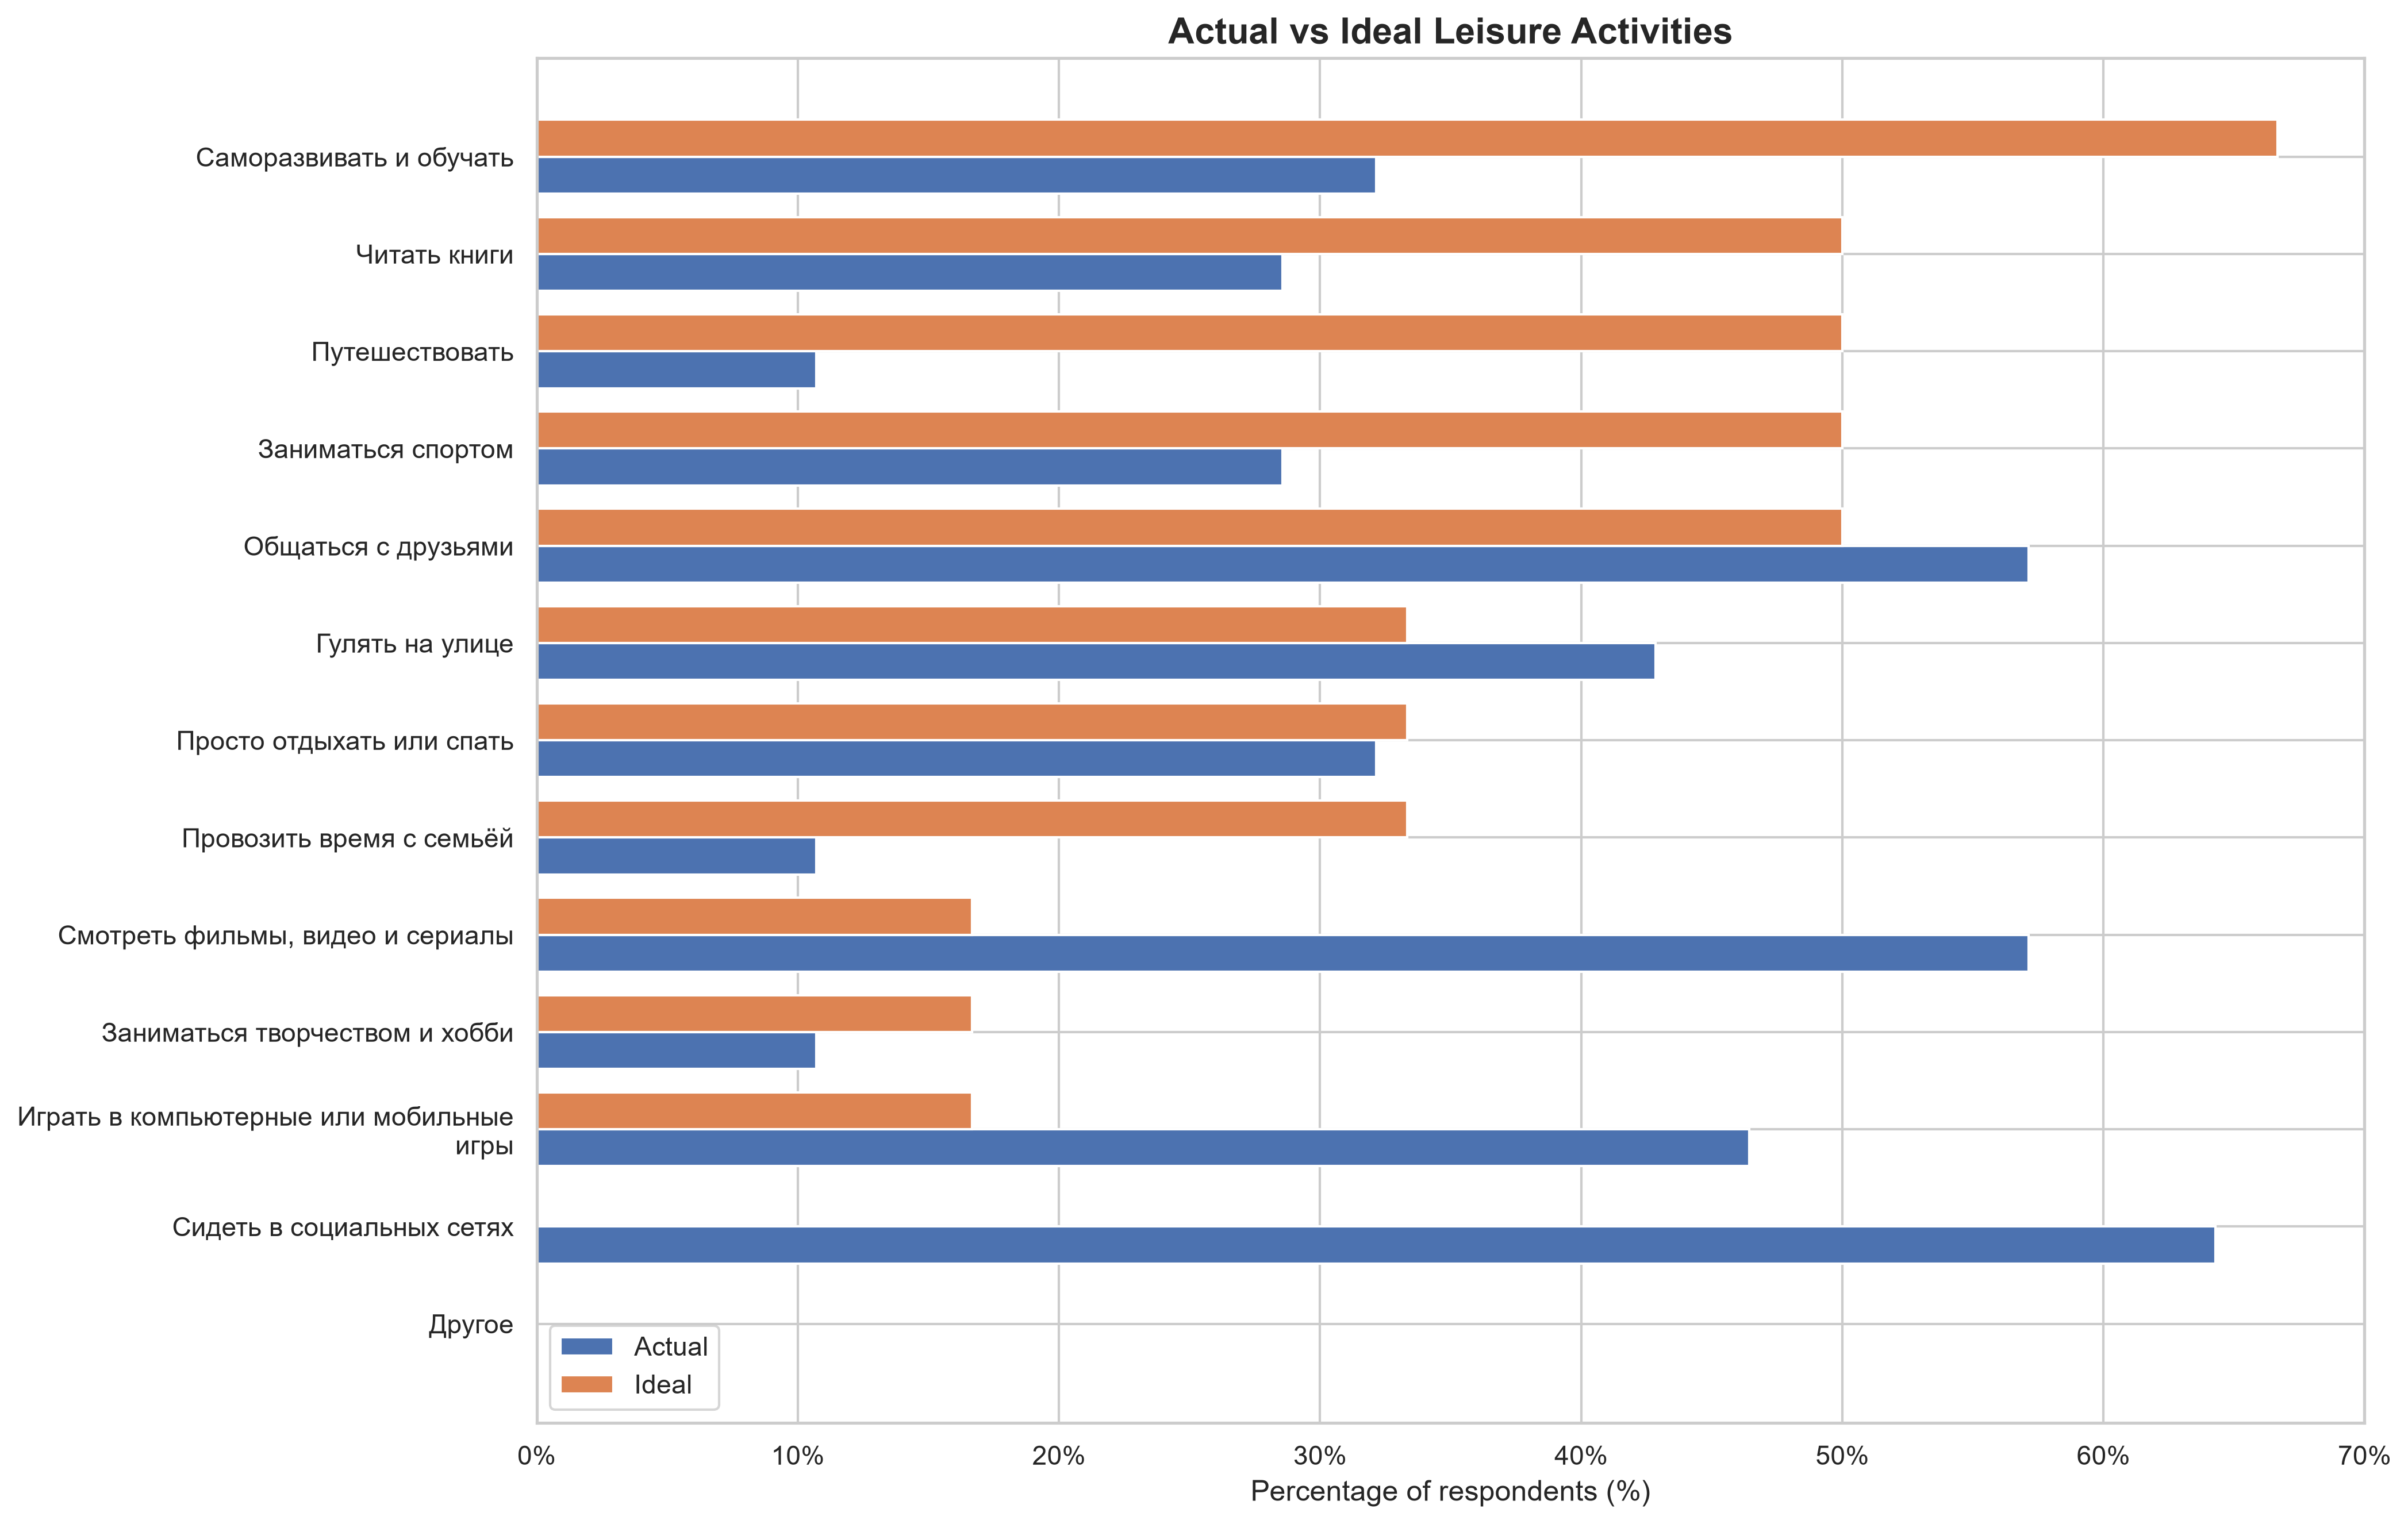 Actual vs Ideal Leisure Activities
Саморазвивать и обучать
Читать книги
Путешествовать
Заниматься спортом
Общаться с друзьями
Гулять на улице
Просто отдыхать или спать
Провозить время с семьёй
Смотреть фильмы, видео и сериалы
Заниматься творчеством и хобби
Играть в компьютерные или мобильные
игры
Сидеть в социальных сетях
Другое
Actual
Ideal
0% 10% 20% 30% 40% 50% 60% 70%
Percentage of respondents (%)